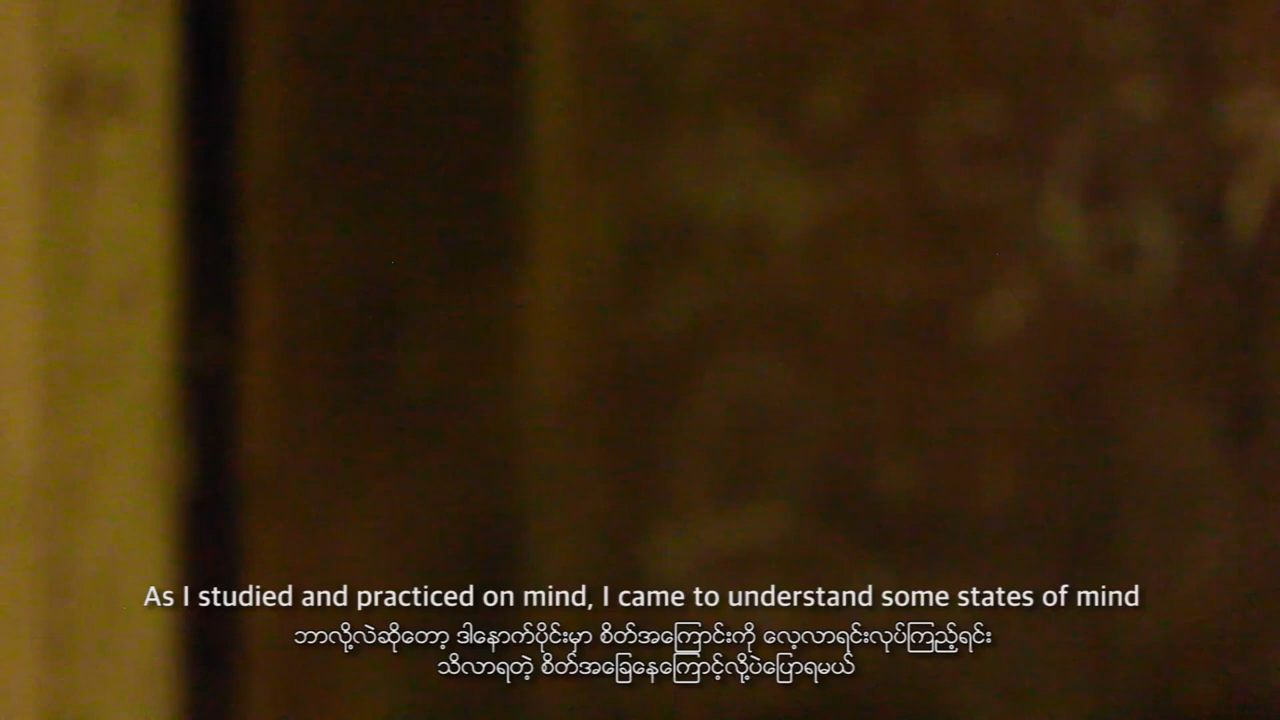 As I studied and practiced on mind, I came to understand some states of mind
ဘာလို့လဲဆိုတော့ ဒါနောက်ပိုင်းမှာ စိတ်အကြောင်းကို လေ့လာရင်းလုပ်ကြည့်ရင်း
သိလာရတဲ့ စိတ်အခြေနေကြောင့်လို့ပဲပြောရမယ်